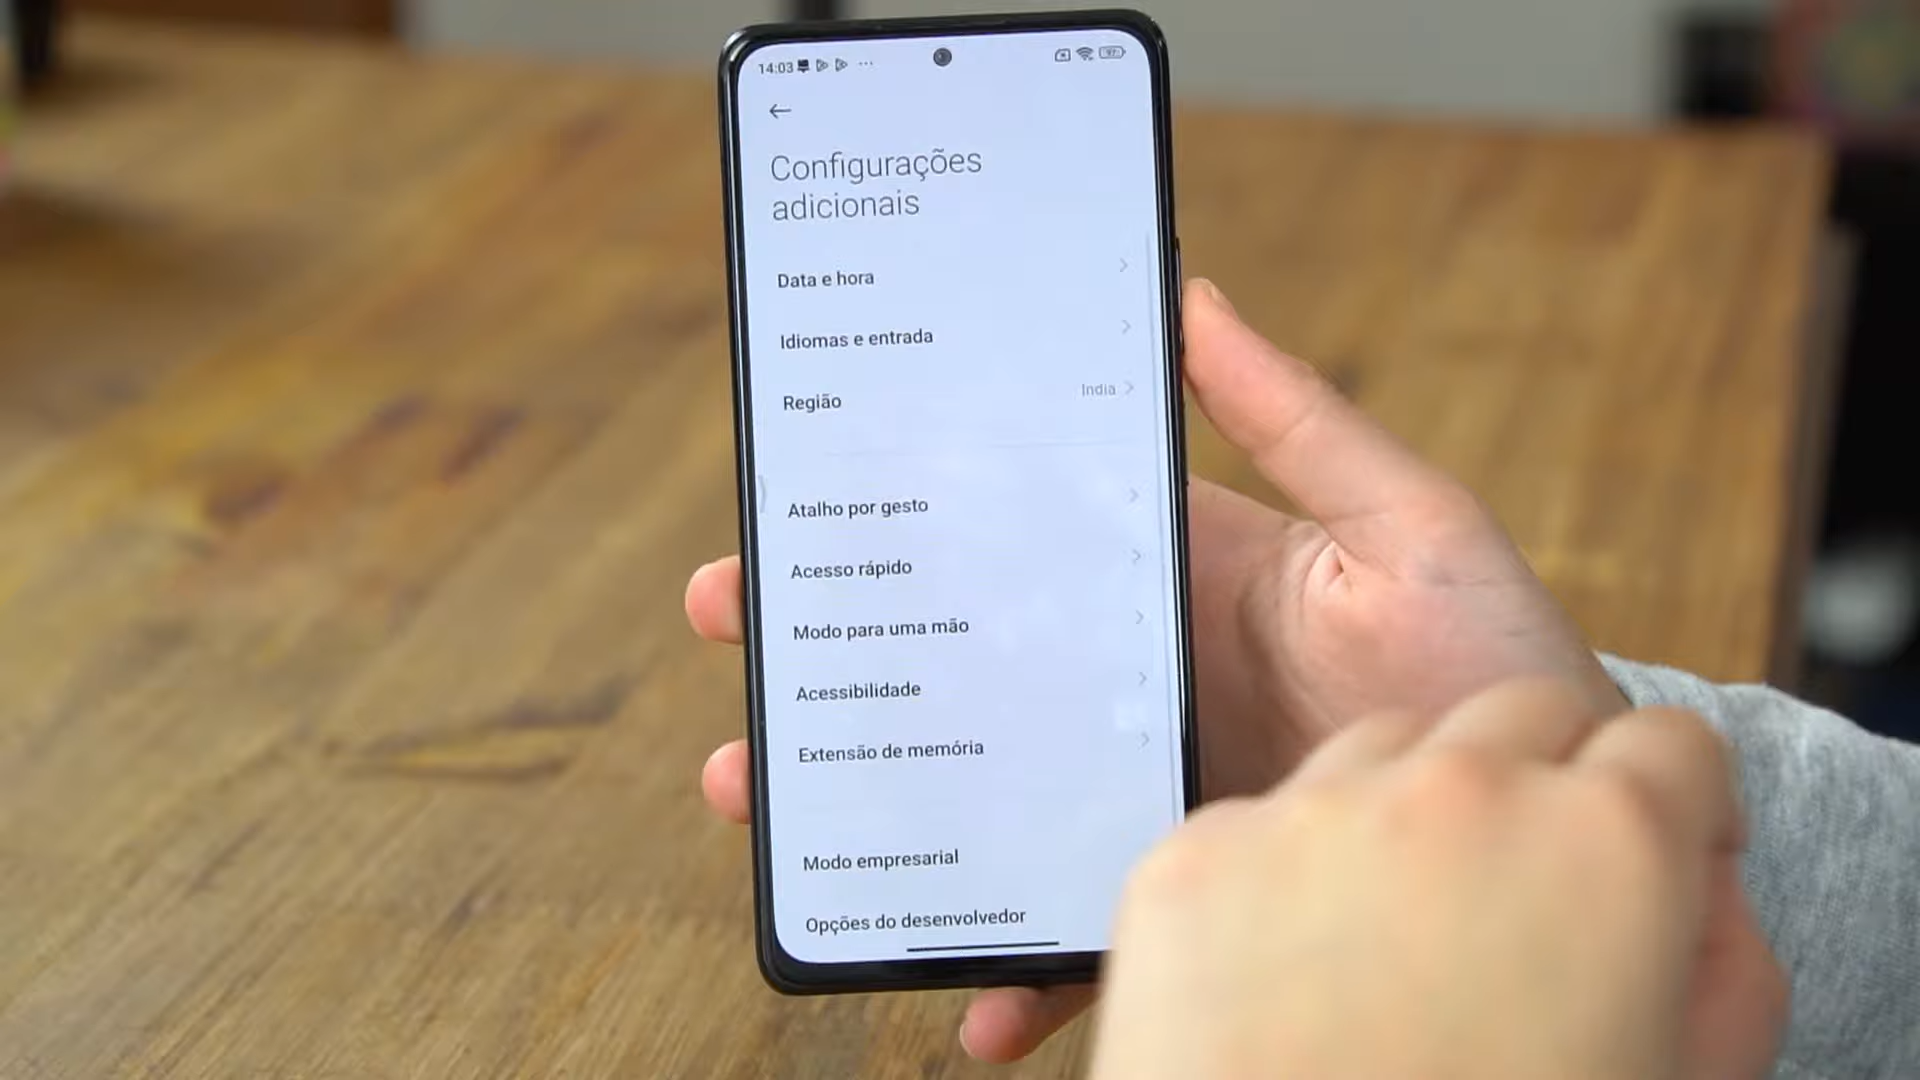 14:03
97
Configurações
adicionais
Data e hora
Idiomas e entrada
Região
India
Atalho por gesto
Acesso rápido
Modo para uma mão
Acessibilidade
Extensão de memória
Modo empresarial
Opções do desenvolvedor